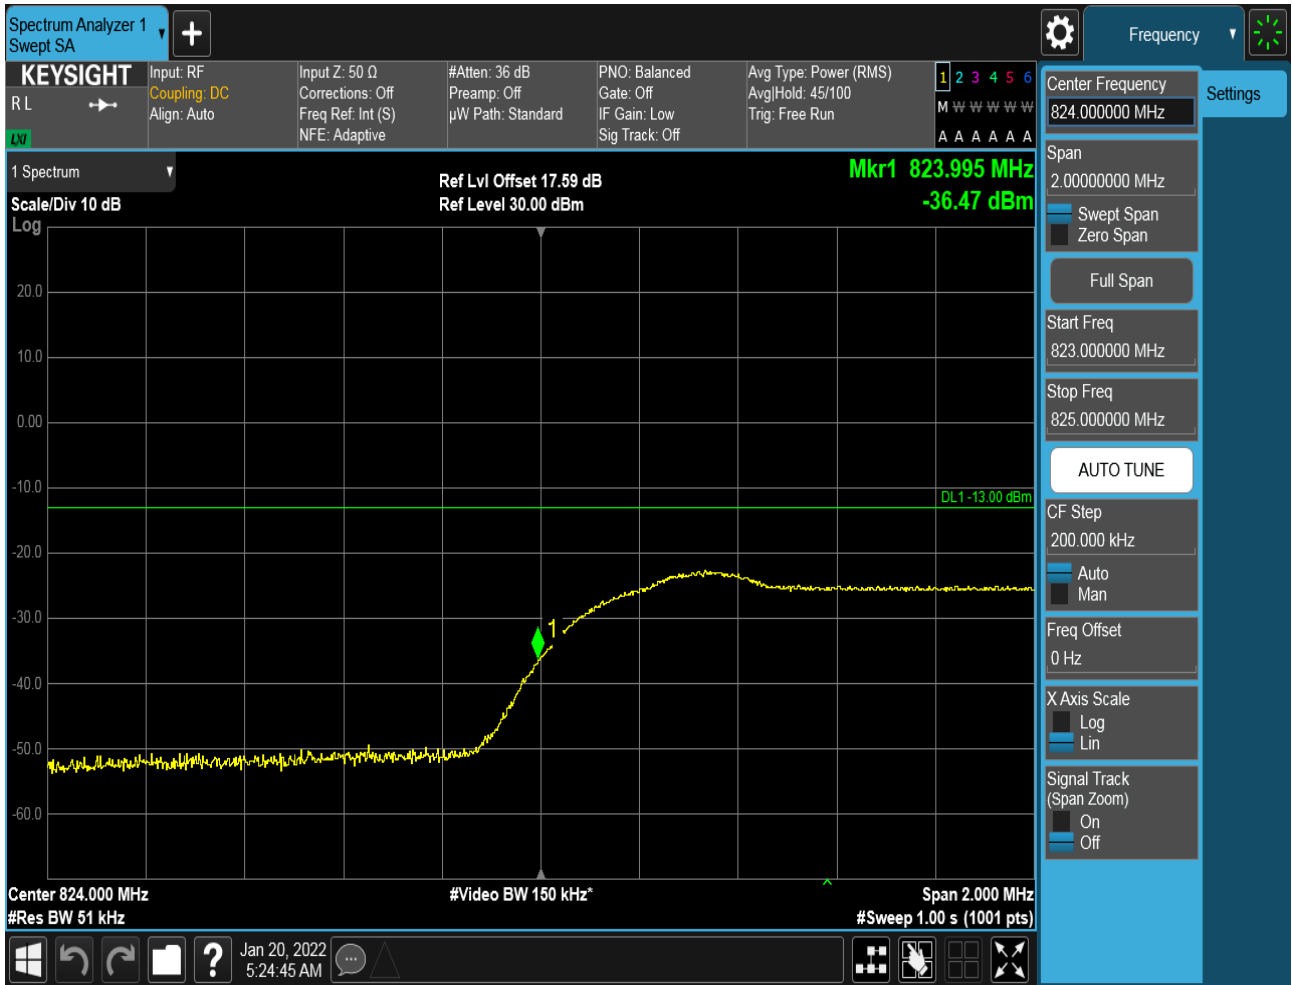 Spectrum Analyzer 1
Swept SA
Frequency
KEYSIGHT
R L
LXI
Input: RF
Coupling: DC
Align: Auto
Input Z: 50 Ω
Corrections: Off
Freq Ref: Int (S)
NFE: Adaptive
#Atten: 36 dB
Preamp: Off
µW Path: Standard
PNO: Balanced
Gate: Off
IF Gain: Low
Sig Track: Off
Avg Type: Power (RMS)
Avg|Hold: 45/100
Trig: Free Run
1 2 3 4 5 6
M W W W W W
A A A A A A
1 Spectrum
Scale/Div 10 dB
Log
Ref Lvl Offset 17.59 dB
Ref Level 30.00 dBm
Mkr1 823.995 MHz
-36.47 dBm
20.0
10.0
0.00
-10.0
DL1 -13.00 dBm
-20.0
-30.0
1
-40.0
-50.0
-60.0
Center 824.000 MHz
#Video BW 150 kHz*
Span 2.000 MHz
#Res BW 51 kHz
#Sweep 1.00 s (1001 pts)
Jan 20, 2022
5:24:45 AM
Center Frequency
824.000000 MHz
Settings
Span
2.00000000 MHz
Swept Span
Zero Span
Full Span
Start Freq
823.000000 MHz
Stop Freq
825.000000 MHz
AUTO TUNE
CF Step
200.000 kHz
Auto
Man
Freq Offset
0 Hz
X Axis Scale
Log
Lin
Signal Track
(Span Zoom)
On
Off